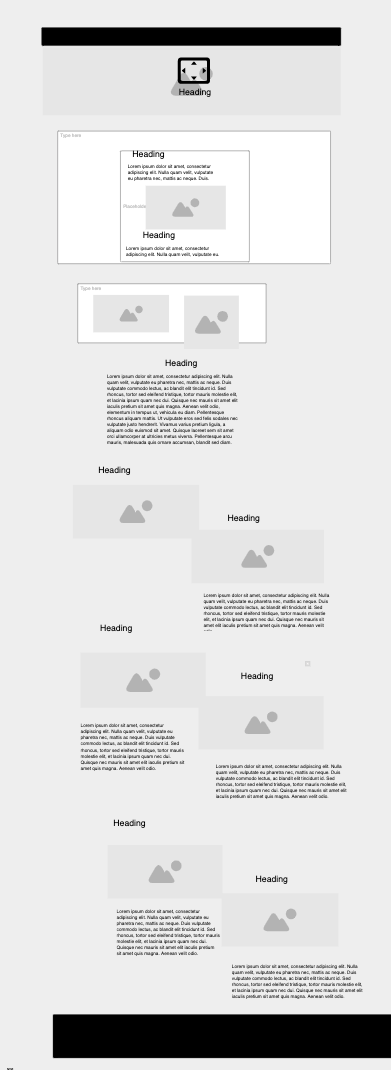 Heading
Type here
Heading
Lorem ipsum dolor sit amet, consectetur
adipiscing elit. Nulla quam velit, vulputate
eu pharetra nec, mattis ac neque. Duis.
Placeholde
Heading
Lorem ipsum dolor sit amet, consectetur
adipiscing elit. Nulla quam velit, vulputate eu.
Type here
Heading
Lorem ipsum dolor sit amet, consectetur adipiscing elit. Nulla
quam velit, vulputate eu pharetra nec, mattis ac neque. Duis
vulputate commodo lectus, ac blandit elit tincidunt id. Sed
rhoncus, tortor sed eleifend tristique, tortor mauris molestie elit,
et lacinia ipsum quam nec dui. Quisque nec mauris sit amet elit
iaculis pretium sit amet quis magna. Aenean velit odio,
elementum in tempus ut, vehicula eu diam. Pellentesque
rhoncus aliquam mattis. Ut vulputate eros sed felis sodales nec
vulputate justo hendrerit. Vivamus varius pretium ligula, a
aliquam odio euismod sit amet. Quisque laoreet sem sit amet
orci ullamcorper at ultricies metus viverra. Pellentesque arcu
mauris, malesuada quis ornare accumsan, blandit sed diam.
Heading
Heading
Lorem ipsum dolor sit amet, consectetur
adipiscing elit. Nulla quam velit, vulputate eu
pharetra nec, mattis ac neque. Duis
vulputate commodo lectus, ac blandit elit tincidunt id. Sed
rhoncus, tortor sed eleifend tristique, tortor mauris molestie
elit, et lacinia ipsum quam nec dui. Quisque nec mauris sit
amet elit iaculis pretium sit amet quis magna. Aenean velit
Heading
Heading
Lorem ipsum dolor sit amet, consectetur
adipiscing elit. Nulla quam velit, vulputate eu
pharetra nec, mattis ac neque. Duis vulputate
commodo lectus, ac blandit elit tincidunt id. Sed
rhoncus, tortor sed eleifend tristique, tortor mauris
molestie elit, et lacinia ipsum quam nec dui.
Quisque nec mauris sit amet elit iaculis pretium sit
amet quis magna. Aenean velit odio.
Lorem ipsum dolor sit amet, consectetur adipiscing elit. Nulla
quam velit, vulputate eu pharetra nec, mattis ac neque. Duis
vulputate commodo lectus, ac blandit elit tincidunt id. Sed
rhoncus, tortor sed eleifend tristique, tortor mauris molestie elit,
et lacinia ipsum quam nec dui. Quisque nec mauris sit amet elit
iaculis pretium sit amet quis magna. Aenean velit odio.
Heading
Heading
Lorem ipsum dolor sit amet, consectetur
adipiscing elit. Nulla quam velit, vulputate eu
pharetra nec, mattis ac neque. Duis vulputate
commodo lectus, ac blandit elit tincidunt id. Sed
rhoncus, tortor sed eleifend tristique, tortor mauris
molestie elit, et lacinia ipsum quam nec dui.
Quisque nec mauris sit amet elit iaculis pretium
sit amet quis magna. Aenean velit odio.
Lorem ipsum dolor sit amet, consectetur adipiscing elit. Nulla
quam velit, vulputate eu pharetra nec, mattis ac neque. Duis
vulputate commodo lectus, ac blandit elit tincidunt id. Sed
rhoncus, tortor sed eleifend tristique, tortor mauris molestie
elit, et lacinia ipsum quam nec dui. Quisque nec mauris sit
amet elit iaculis pretium sit amet quis magna. Aenean velit odio.